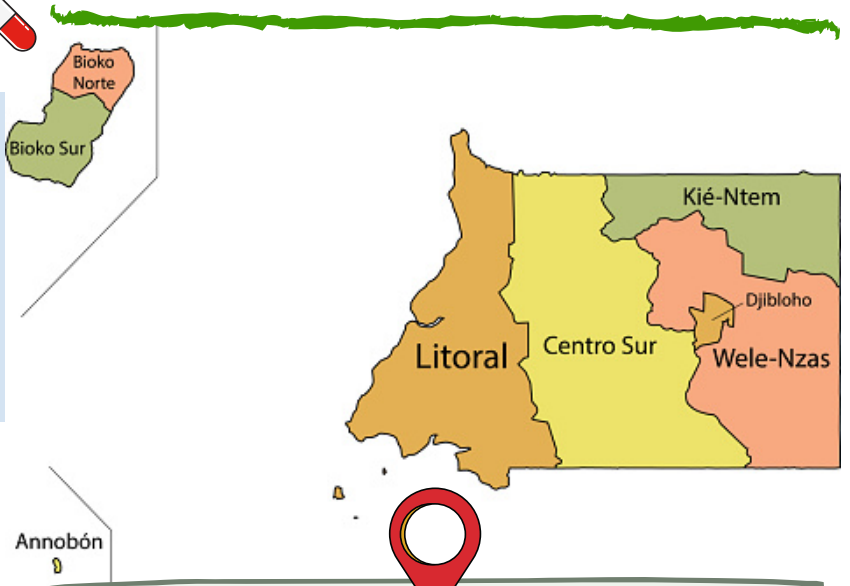 Bioko
Norte
Bioko Sur
Kié-Ntem
Djibloho
Litoral
Centro Sur
Wele-Nzas
Annobón